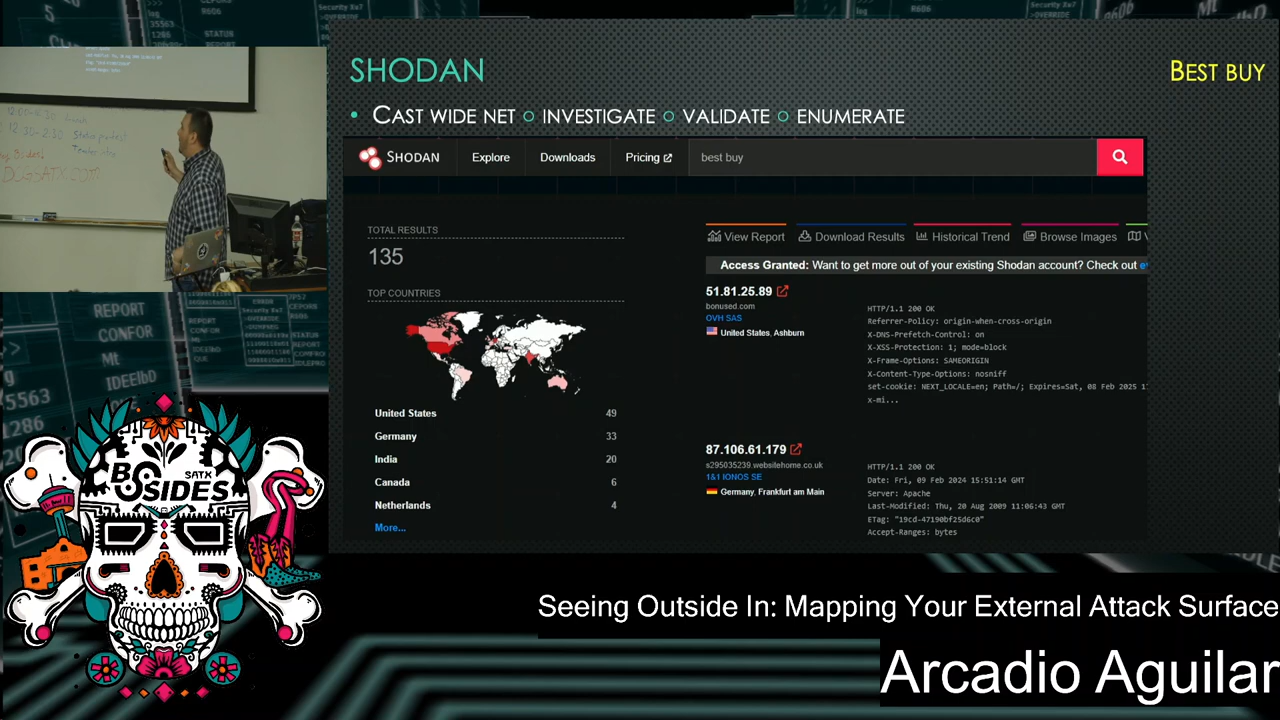 SHODAN
BEST BUY
• CAST WIDE NET ○ INVESTIGATE ○ VALIDATE ○ ENUMERATE
SHODAN Explore Downloads Pricing best buy
TOTAL RESULTS
135
TOP COUNTRIES
United States 49
Germany 33
India 20
Canada 6
Netherlands 4
More...
View Report Download Results Historical Trend Browse Images V
Access Granted: Want to get more out of your existing Shodan account? Check out e
51.81.25.89
bonused.com
OVH SAS
United States, Ashburn
HTTP/1.1 200 OK
Referrer-Policy: origin-when-cross-origin
X-DNS-Prefetch-Control: on
X-XSS-Protection: 1; mode=block
X-Frame-Options: SAMEORIGIN
X-Content-Type-Options: nosniff
set-cookie: NEXT_LOCALE=en; Path=/; Expires=Sat, 08 Feb 2025 1
x-mi...
87.106.61.179
s295035239.websitehome.co.uk
1&1 IONOS SE
Germany, Frankfurt am Main
HTTP/1.1 200 OK
Date: Fri, 09 Feb 2024 15:51:14 GMT
Server: Apache
Last-Modified: Thu, 20 Aug 2009 11:06:43 GMT
ETag: "19cd-47190bf25d6c0"
Accept-Ranges: bytes
REPORT
CONFOR
Mt
IDEElbD
5563
1286
BSIDES
SATX
Seeing Outside In: Mapping Your External Attack Surface
Arcadio Aguilar